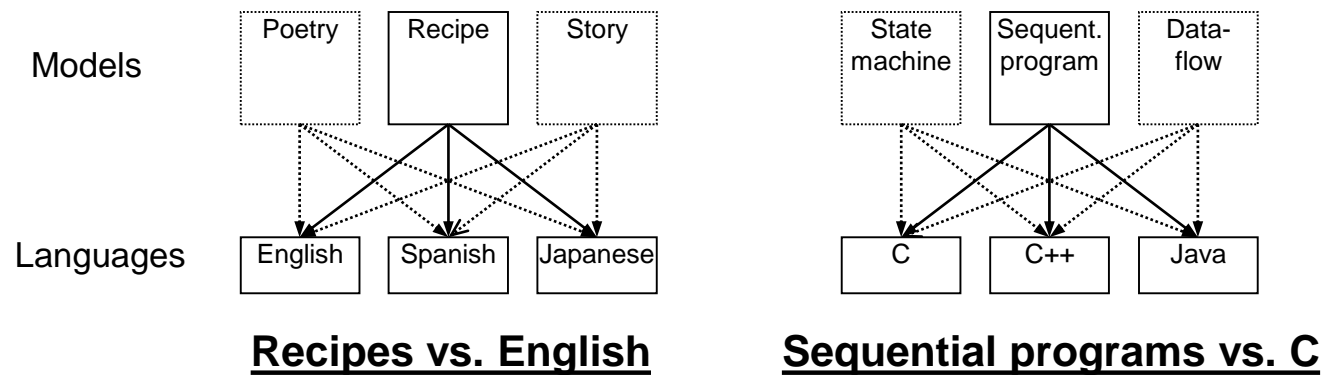 Models
Poetry
Recipe
Story
State
machine
Sequent.
program
Data-
flow
Languages
English
Spanish
Japanese
C
C++
Java
Recipes vs. English
Sequential programs vs. C